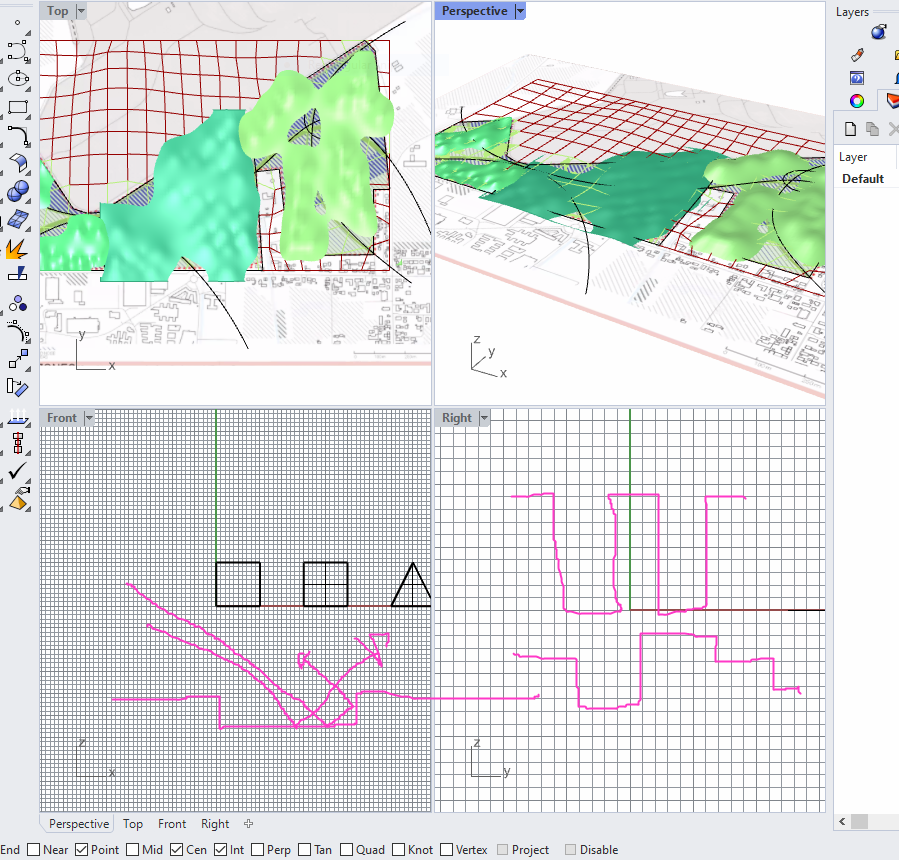 Top
Perspective
Layers
y
x
z
y
x
Layer
Default
Front
Right
z
x
z
y
Perspective Top Front Right
End Near Point Mid Cen Int Perp Tan Quad Knot Vertex Project Disable